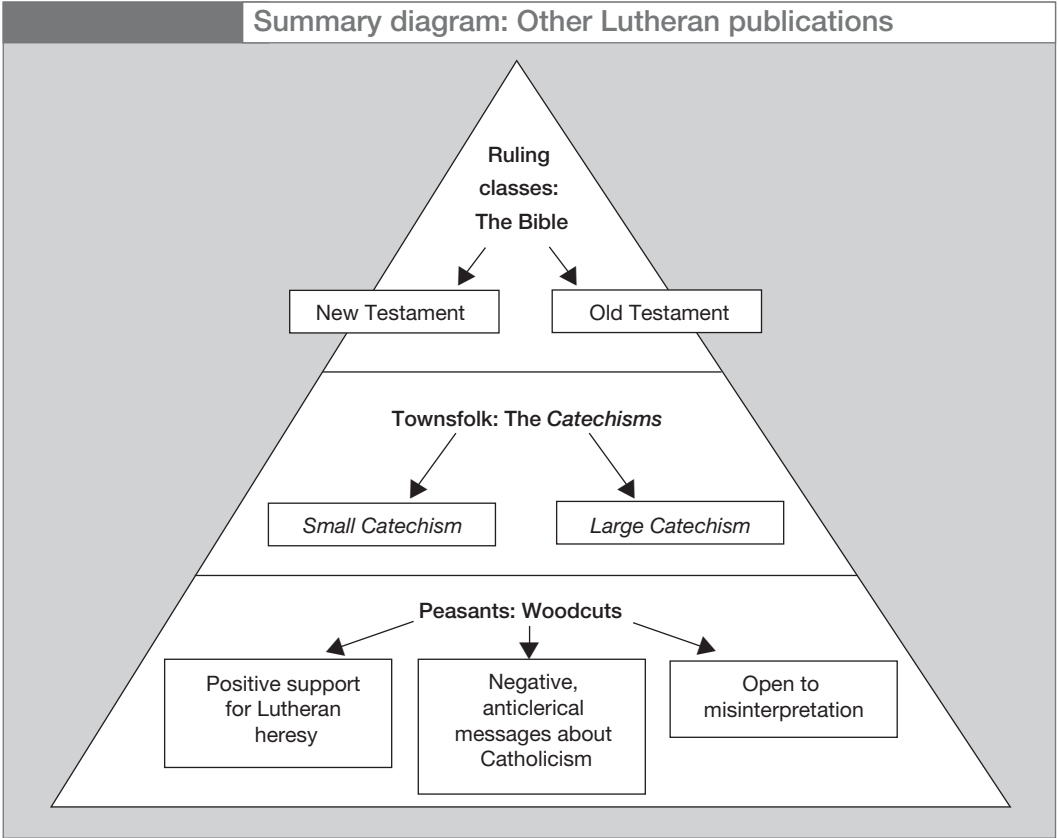 Summary diagram: Other Lutheran publications
Ruling
classes:
The Bible
New Testament
Old Testament
Townsfolk: The Catechisms
Small Catechism
Large Catechism
Peasants: Woodcuts
Positive support
for Lutheran
heresy
Negative,
anticlerical
messages about
Catholicism
Open to
misinterpretation